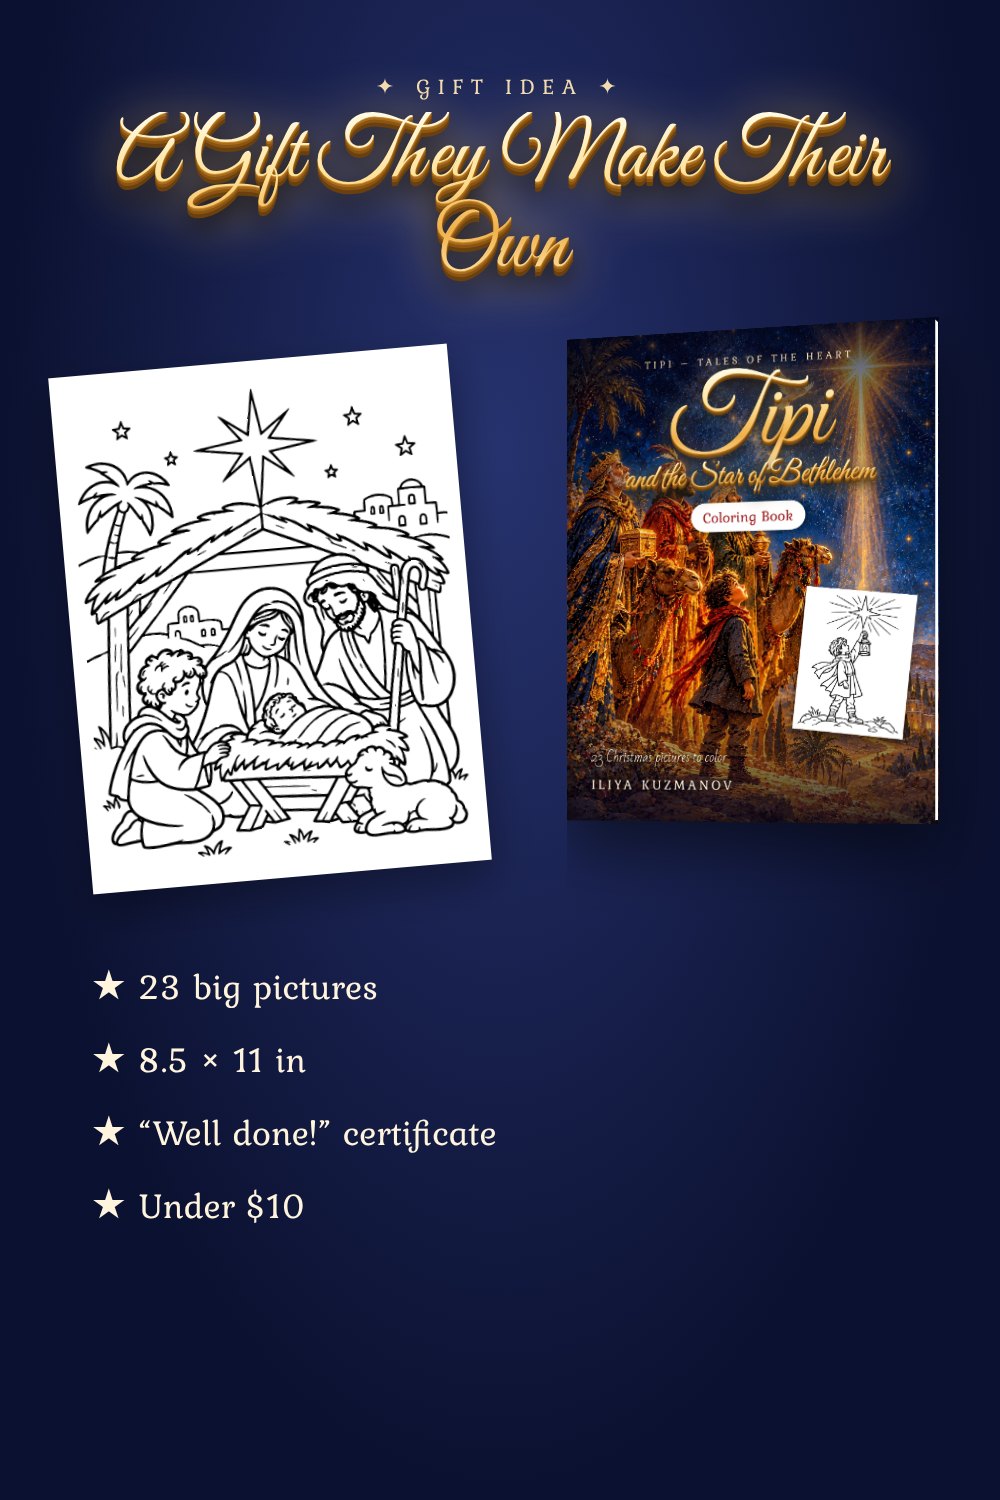 ✦ GIFT IDEA ✦
A Gift They Make Their
Own
TIPI – TALES OF THE HEART
Tipi
and the Star of Bethlehem
Coloring Book
23 Christmas pictures to color
ILIYA KUZMANOV
★ 23 big pictures
★ 8.5 × 11 in
★ “Well done!” certificate
★ Under $10